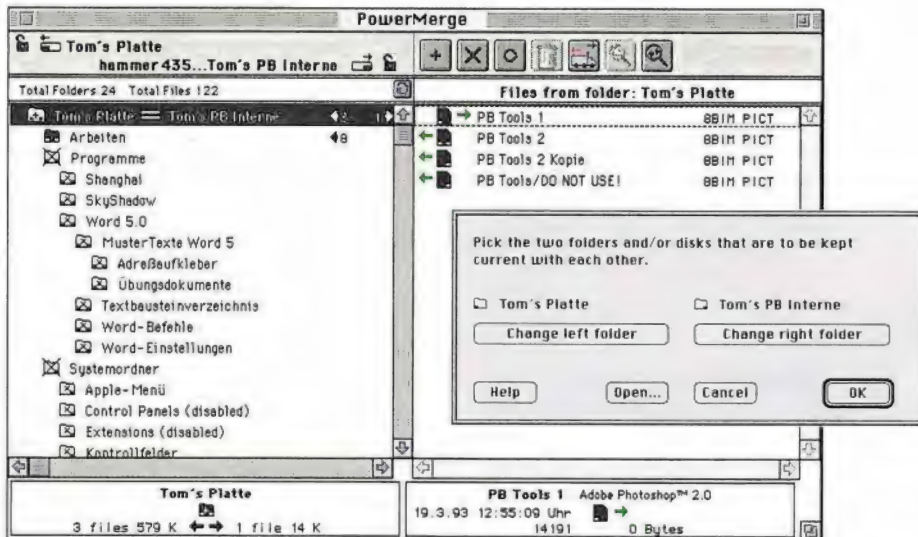 PowerMerge
Tom's Platte
hammer435...Tom's PB Interne
Total Folders 24 Total Files 122
Tom's Platte = Tom's PB Interne
Arbeiten 8
Programme
Shanghai
SkyShadow
Word 5.0
MusterTexte Word 5
Adreßaufkleber
Übungsdokumente
Textbausteinverzeichnis
Word-Befehle
Word-Einstellungen
Systemordner
Apple-Menü
Control Panels (disabled)
Extensions (disabled)
Kontrollfelder
Files from folder: Tom's Platte
PB Tools 1 8BIM PICT
PB Tools 2 8BIM PICT
PB Tools 2 Kopie 8BIM PICT
PB Tools/DO NOT USE! 8BIM PICT
Pick the two folders and/or disks that are to be kept
current with each other.
Tom's Platte Tom's PB Interne
Change left folder Change right folder
Help Open... Cancel OK
Tom's Platte
3 files 579 K ←→ 1 file 14 K
PB Tools 1 Adobe Photoshop™ 2.0
19.3.93 12:55:09 Uhr →
14191 0 Bytes